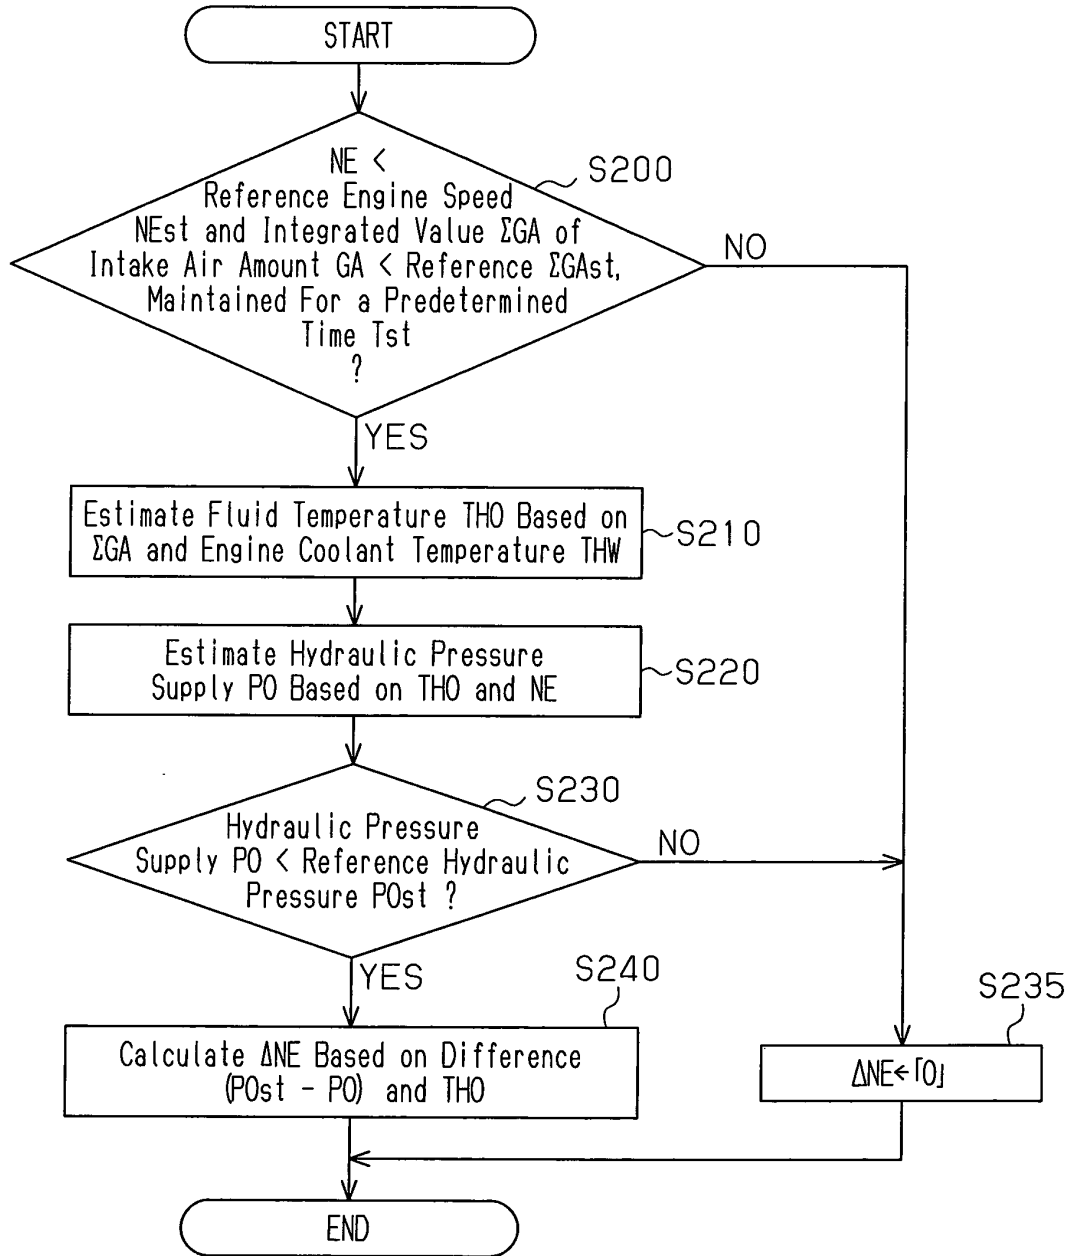 START
NE <
Reference Engine Speed
NEst and Integrated Value ΣGA of
Intake Air Amount GA < Reference ΣGAst,
Maintained For a Predetermined
Time Tst
?
S200
NO
YES
Estimate Fluid Temperature THO Based on
ΣGA and Engine Coolant Temperature THW
S210
Estimate Hydraulic Pressure
Supply PO Based on THO and NE
S220
Hydraulic Pressure
Supply PO < Reference Hydraulic
Pressure POst ?
S230
NO
YES
Calculate ΔNE Based on Difference
(POst - PO) and THO
S240
ΔNE←「0」
S235
END